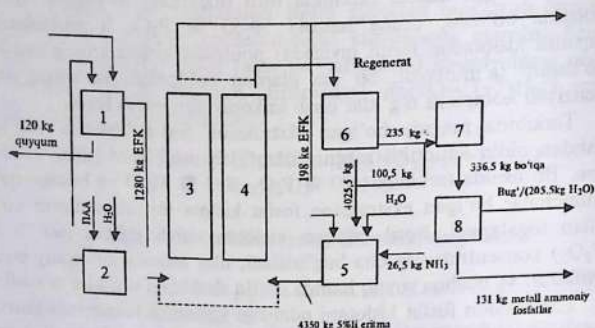 Regenerat
120 kg
quyqum
1
1280 kg EFK
3
4
198 kg EFK
6
235 kg
7
100,5 kg
H₂O
1022,5 kg
336.5 kg bo'tqa
ПАА
H₂O
2
5
26,5 kg NH₃
8
Bug'/(205.5kg H₂O)
131 kg metall ammoniy
fosfatlar
4350 kg 5%li eritma